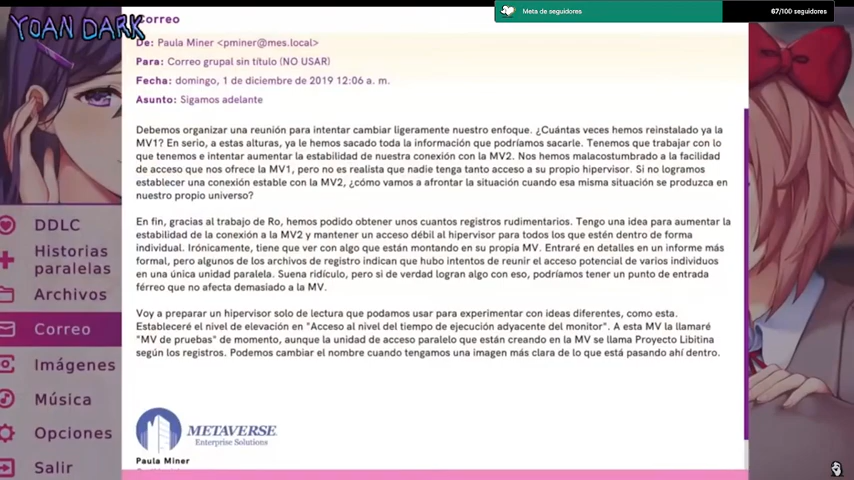 YOAN DARK
Correo
Meta de seguidores
67/100 seguidores
De: Paula Miner <pminer@mes.local>
Para: Correo grupal sin título (NO USAR)
Fecha: domingo, 1 de diciembre de 2019 12:06 a. m.
Asunto: Sigamos adelante
Debemos organizar una reunión para intentar cambiar ligeramente nuestro enfoque. ¿Cuántas veces hemos reinstalado ya la
MV1? En serio, a estas alturas, ya le hemos sacado toda la información que podríamos sacarle. Tenemos que trabajar con lo
que tenemos e intentar aumentar la estabilidad de nuestra conexión con la MV2. Nos hemos malacostumbrado a la facilidad
de acceso que nos ofrece la MV1, pero no es realista que nadie tenga tanto acceso a su propio hipervisor. Si no logramos
establecer una conexión estable con la MV2, ¿cómo vamos a afrontar la situación cuando esa misma situación se produzca en
nuestro propio universo?
En fin, gracias al trabajo de Ro, hemos podido obtener unos cuantos registros rudimentarios. Tengo una idea para aumentar la
estabilidad de la conexión a la MV2 y mantener un acceso débil al hipervisor para todos los que estén dentro de forma
individual. Irónicamente, tiene que ver con algo que están montando en su propia MV. Entraré en detalles en un informe más
formal, pero algunos de los archivos de registro indican que hubo intentos de reunir el acceso potencial de varios individuos
en una única unidad paralela. Suena ridículo, pero si de verdad logran algo con eso, podríamos tener un punto de entrada
férreo que no afecta demasiado a la MV.
Voy a preparar un hipervisor solo de lectura que podamos usar para experimentar con ideas diferentes, como esta.
Estableceré el nivel de elevación en "Acceso al nivel del tiempo de ejecución adyacente del monitor". A esta MV la llamaré
"MV de pruebas" de momento, aunque la unidad de acceso paralelo que están creando en la MV se llama Proyecto Libitina
según los registros. Podemos cambiar el nombre cuando tengamos una imagen más clara de lo que está pasando ahí dentro.
METAVERSE
Enterprise Solutions
Paula Miner
DDLC
Historias
paralelas
Archivos
Correo
Imágenes
Música
Opciones
Salir